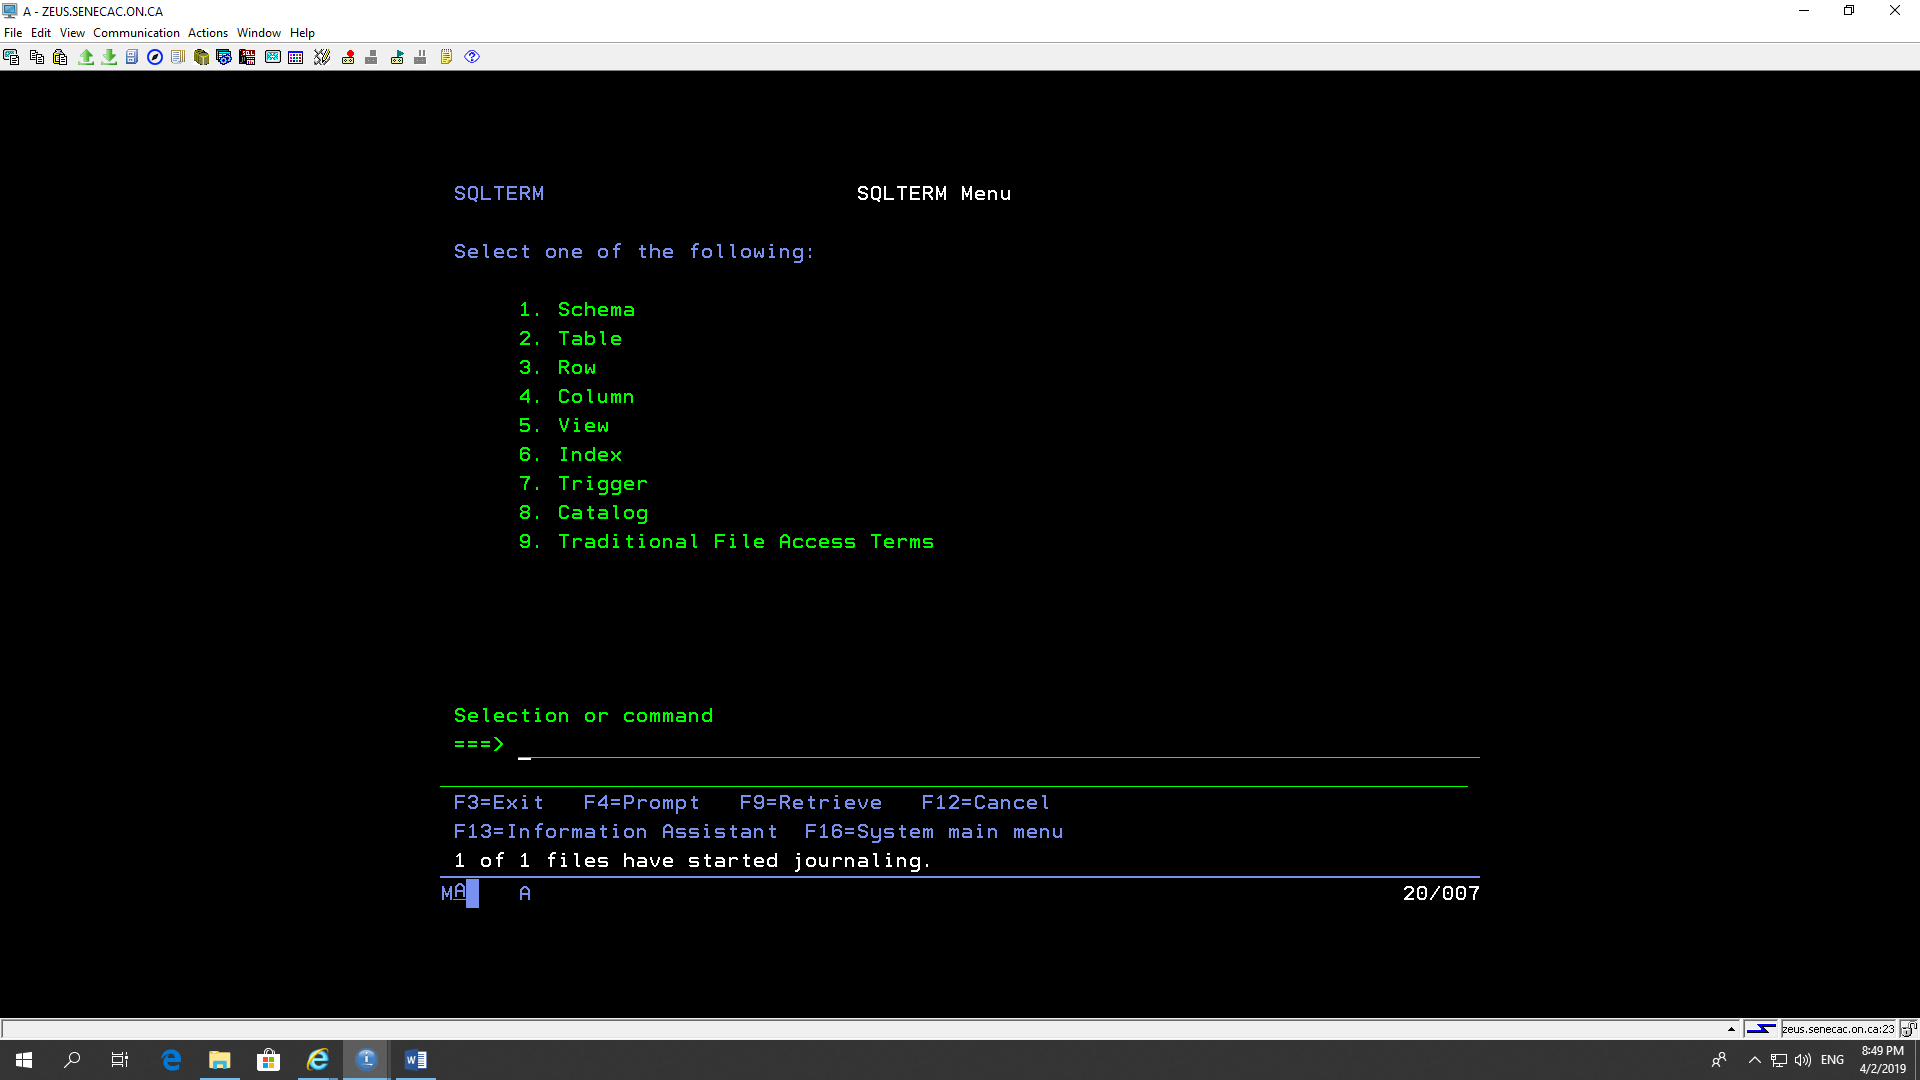 A - ZEUS.SENECAC.ON.CA
File Edit View Communication Actions Window Help
SQLTERM SQLTERM Menu
Select one of the following:
1. Schema
2. Table
3. Row
4. Column
5. View
6. Index
7. Trigger
8. Catalog
9. Traditional File Access Terms
Selection or command
===>
F3=Exit F4=Prompt F9=Retrieve F12=Cancel
F13=Information Assistant F16=System main menu
1 of 1 files have started journaling.
MA A 20/007
zeus.senecac.on.ca:23
ENG 8:49 PM
4/2/2019